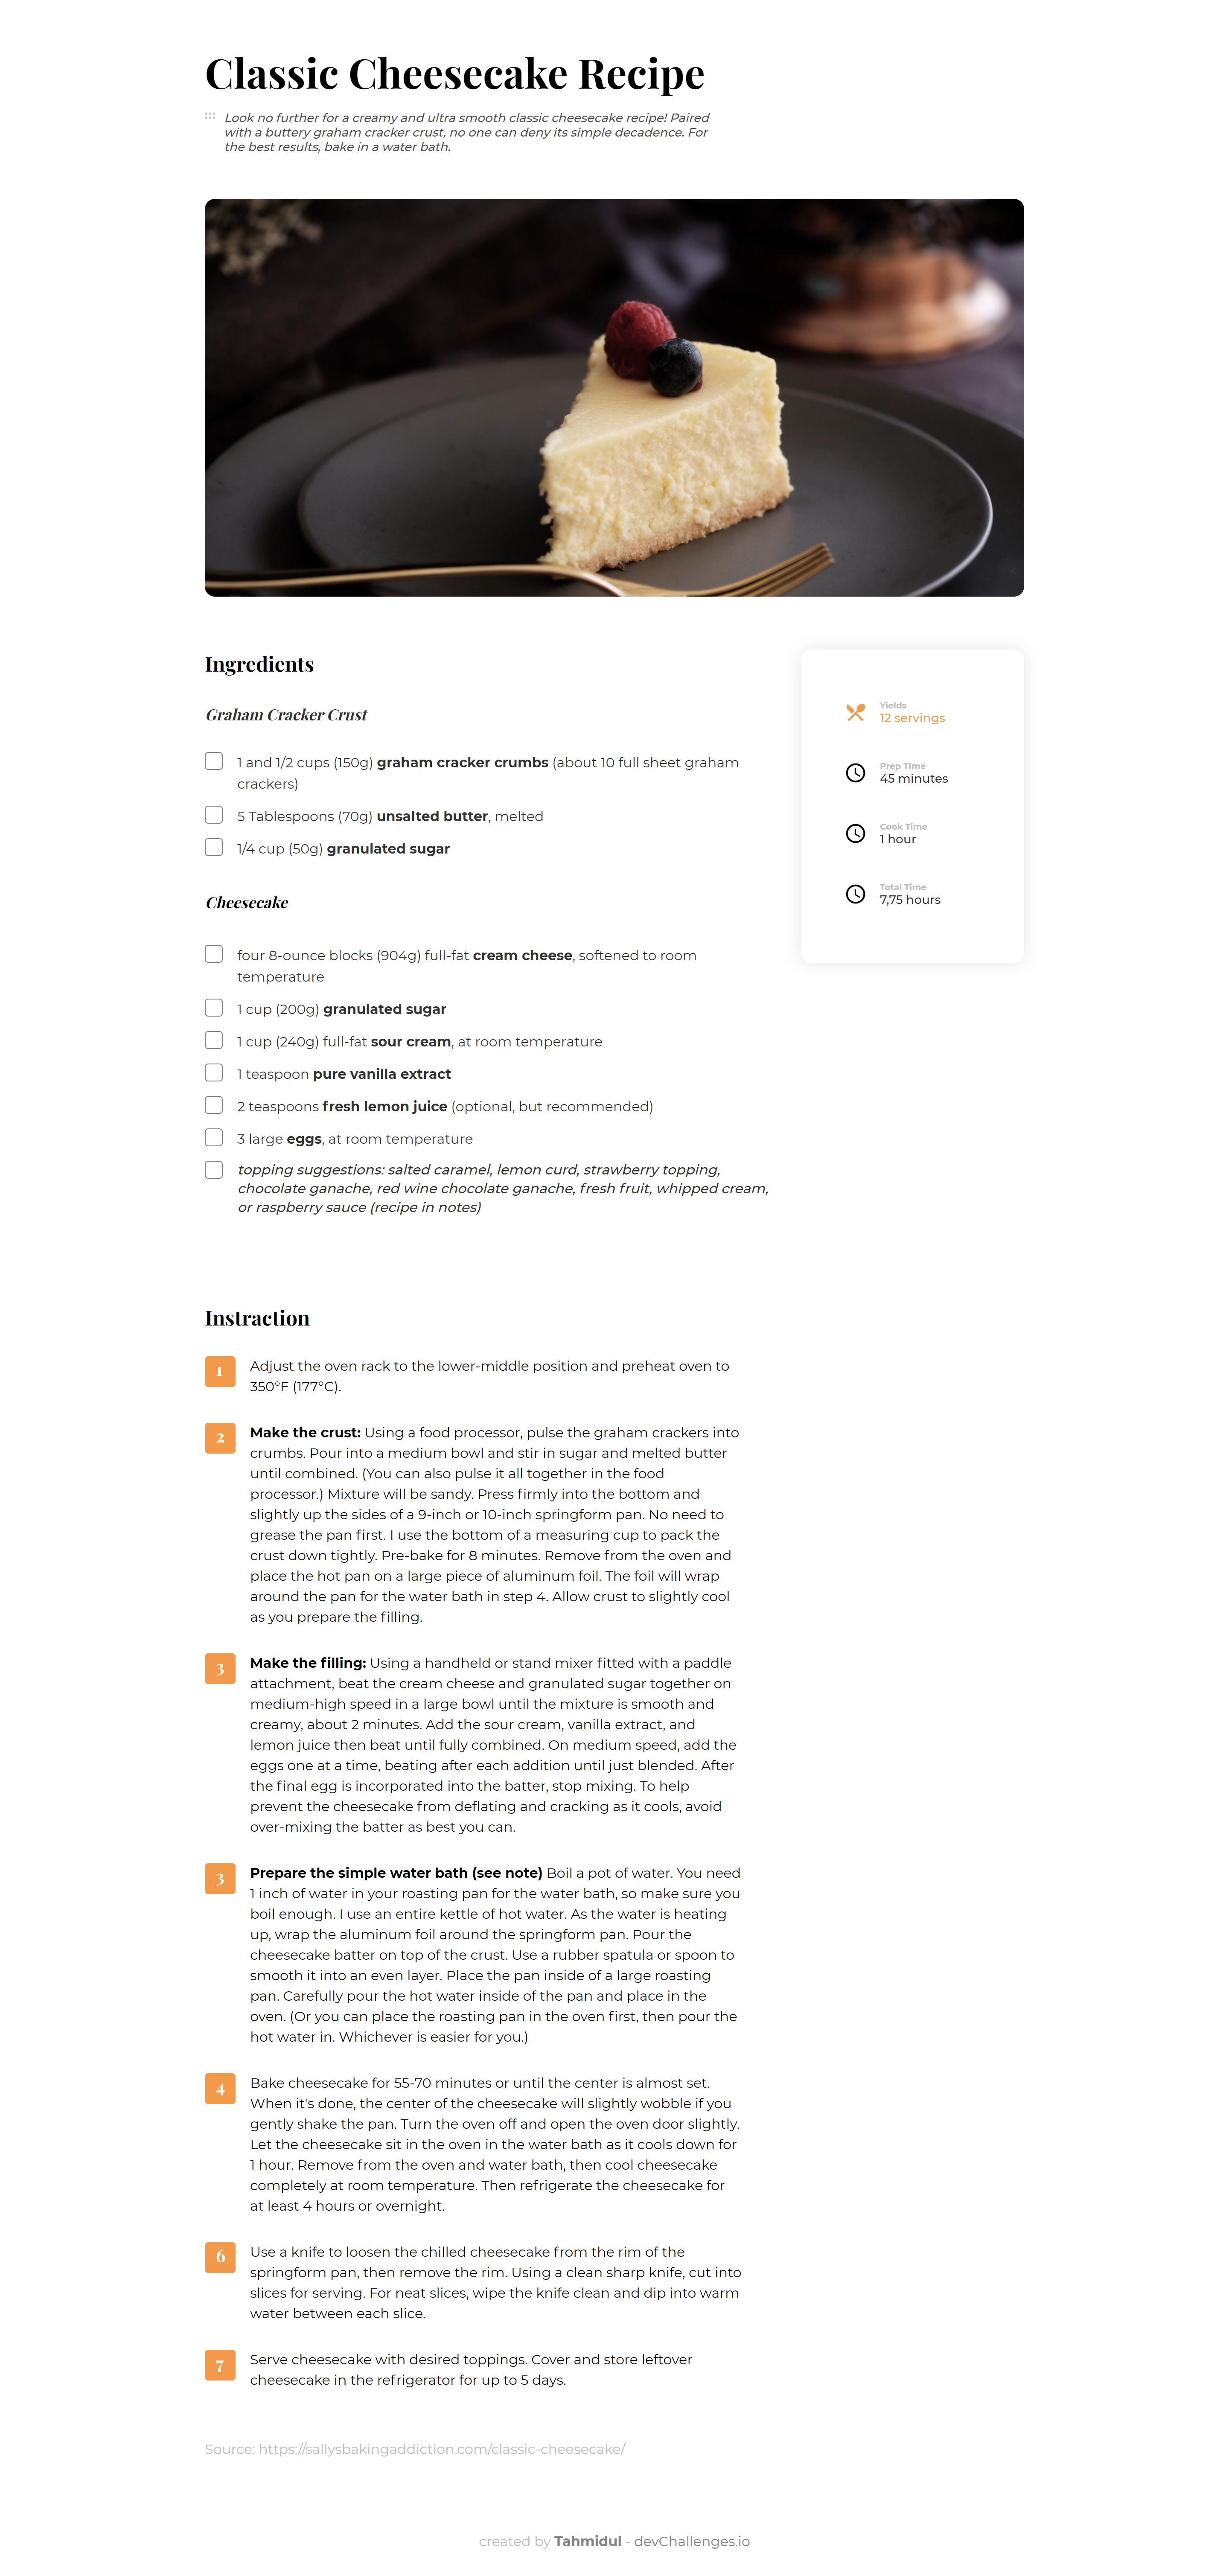 Classic Cheesecake Recipe
Look no further for a creamy and ultra smooth classic cheesecake recipe! Paired
with a buttery graham cracker crust, no one can deny its simple decadence. For
the best results, bake in a water bath.
Ingredients
Graham Cracker Crust
1 and 1/2 cups (150g) graham cracker crumbs (about 10 full sheet graham
crackers)
5 Tablespoons (70g) unsalted butter, melted
1/4 cup (50g) granulated sugar
Cheesecake
four 8-ounce blocks (904g) full-fat cream cheese, softened to room
temperature
1 cup (200g) granulated sugar
1 cup (240g) full-fat sour cream, at room temperature
1 teaspoon pure vanilla extract
2 teaspoons fresh lemon juice (optional, but recommended)
3 large eggs, at room temperature
topping suggestions: salted caramel, lemon curd, strawberry topping,
chocolate ganache, red wine chocolate ganache, fresh fruit, whipped cream,
or raspberry sauce (recipe in notes)
Yields
12 servings
Prep TIme
45 minutes
Cook Time
1 hour
Total Time
7,75 hours
Instraction
1
Adjust the oven rack to the lower-middle position and preheat oven to
350°F (177°C).
2
Make the crust: Using a food processor, pulse the graham crackers into
crumbs. Pour into a medium bowl and stir in sugar and melted butter
until combined. (You can also pulse it all together in the food
processor.) Mixture will be sandy. Press firmly into the bottom and
slightly up the sides of a 9-inch or 10-inch springform pan. No need to
grease the pan first. I use the bottom of a measuring cup to pack the
crust down tightly. Pre-bake for 8 minutes. Remove from the oven and
place the hot pan on a large piece of aluminum foil. The foil will wrap
around the pan for the water bath in step 4. Allow crust to slightly cool
as you prepare the filling.
3
Make the filling: Using a handheld or stand mixer fitted with a paddle
attachment, beat the cream cheese and granulated sugar together on
medium-high speed in a large bowl until the mixture is smooth and
creamy, about 2 minutes. Add the sour cream, vanilla extract, and
lemon juice then beat until fully combined. On medium speed, add the
eggs one at a time, beating after each addition until just blended. After
the final egg is incorporated into the batter, stop mixing. To help
prevent the cheesecake from deflating and cracking as it cools, avoid
over-mixing the batter as best you can.
3
Prepare the simple water bath (see note) Boil a pot of water. You need
1 inch of water in your roasting pan for the water bath, so make sure you
boil enough. I use an entire kettle of hot water. As the water is heating
up, wrap the aluminum foil around the springform pan. Pour the
cheesecake batter on top of the crust. Use a rubber spatula or spoon to
smooth it into an even layer. Place the pan inside of a large roasting
pan. Carefully pour the hot water inside of the pan and place in the
oven. (Or you can place the roasting pan in the oven first, then pour the
hot water in. Whichever is easier for you.)
4
Bake cheesecake for 55-70 minutes or until the center is almost set.
When it's done, the center of the cheesecake will slightly wobble if you
gently shake the pan. Turn the oven off and open the oven door slightly.
Let the cheesecake sit in the oven in the water bath as it cools down for
1 hour. Remove from the oven and water bath, then cool cheesecake
completely at room temperature. Then refrigerate the cheesecake for
at least 4 hours or overnight.
6
Use a knife to loosen the chilled cheesecake from the rim of the
springform pan, then remove the rim. Using a clean sharp knife, cut into
slices for serving. For neat slices, wipe the knife clean and dip into warm
water between each slice.
7
Serve cheesecake with desired toppings. Cover and store leftover
cheesecake in the refrigerator for up to 5 days.
Source: https://sallysbakingaddiction.com/classic-cheesecake/
created by Tahmidul - devChallenges.io